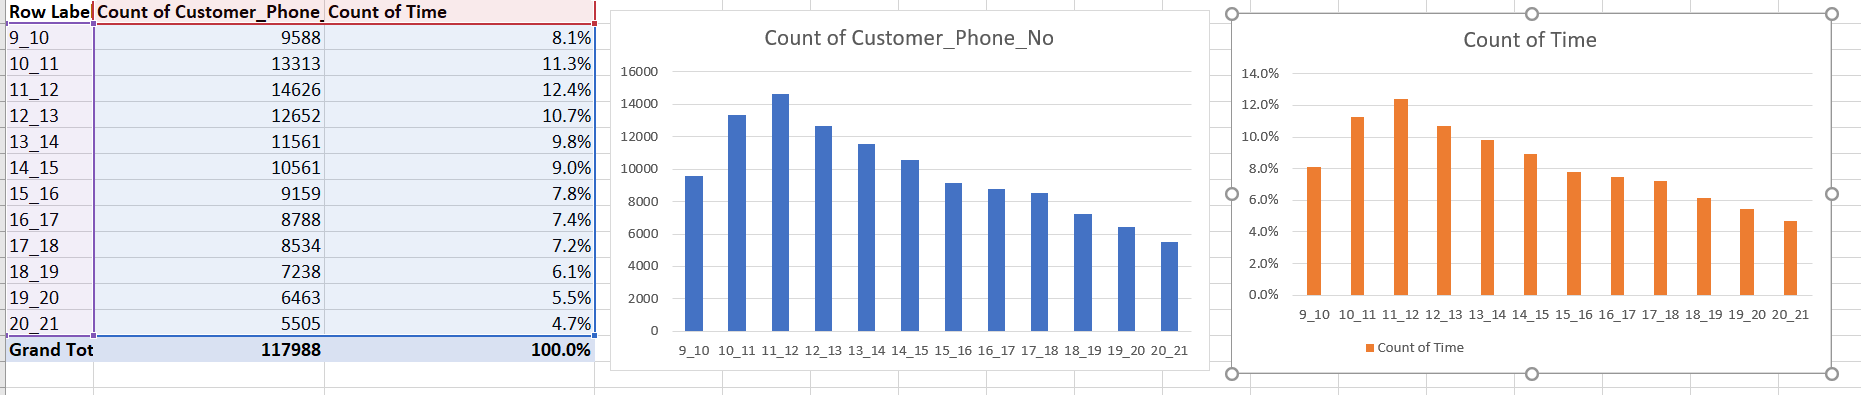 Row Label Count of Customer_Phone_ Count of Time
9_10 9588 8.1%
10_11 13313 11.3%
11_12 14626 12.4%
12_13 12652 10.7%
13_14 11561 9.8%
14_15 10561 9.0%
15_16 9159 7.8%
16_17 8788 7.4%
17_18 8534 7.2%
18_19 7238 6.1%
19_20 6463 5.5%
20_21 5505 4.7%
Grand Tot 117988 100.0%
Count of Customer_Phone_No
16000
14000
12000
10000
8000
6000
4000
2000
0
9_10 10_11 11_12 12_13 13_14 14_15 15_16 16_17 17_18 18_19 19_20 20_21
Count of Time
14.0%
12.0%
10.0%
8.0%
6.0%
4.0%
2.0%
0.0%
9_10 10_11 11_12 12_13 13_14 14_15 15_16 16_17 17_18 18_19 19_20 20_21
Count of Time